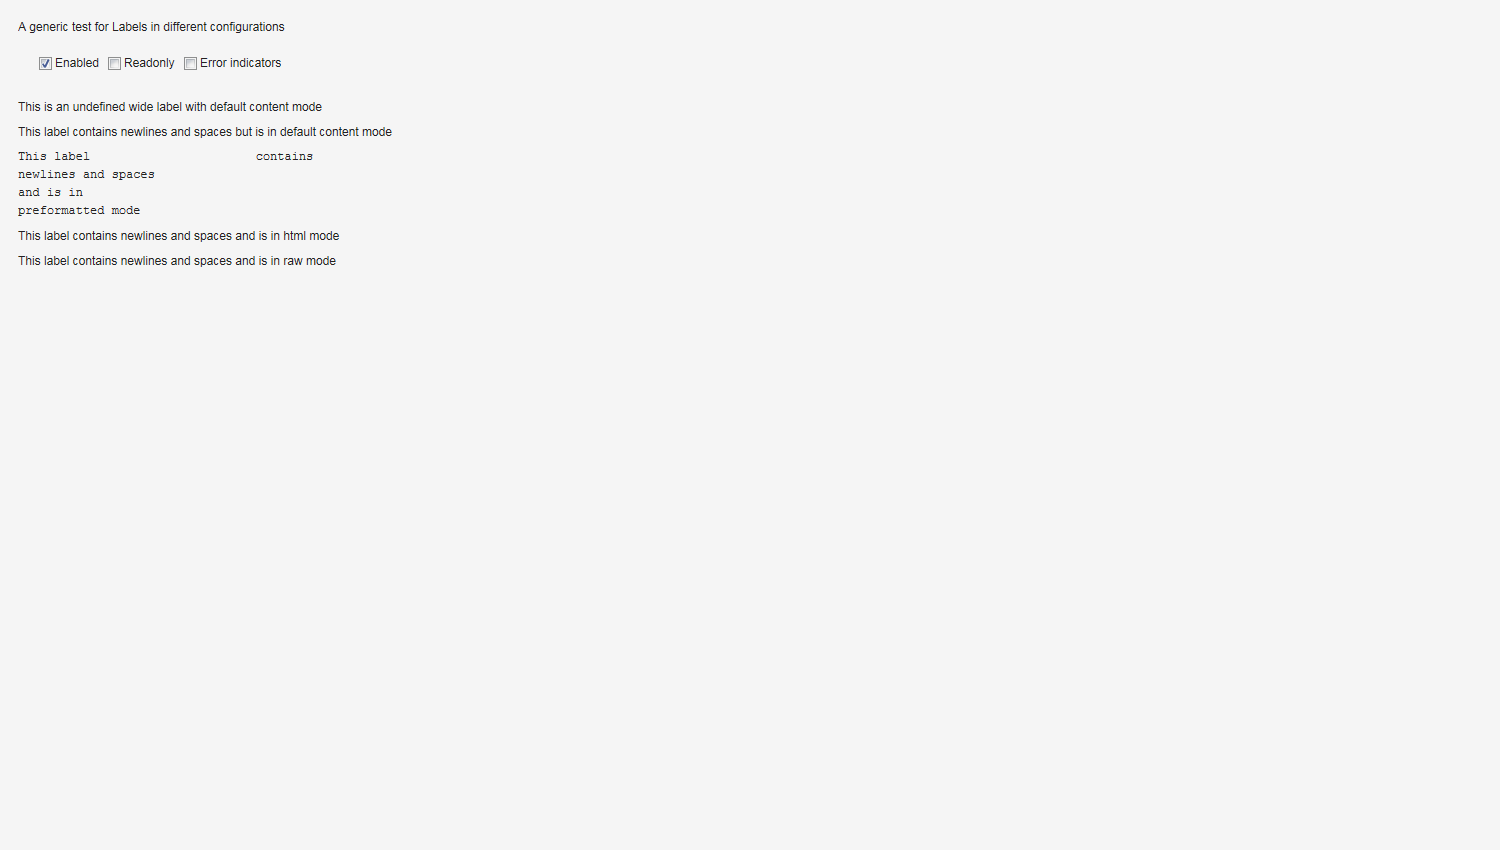 A generic test for Labels in different configurations
Enabled Readonly Error indicators
This is an undefined wide label with default content mode
This label contains newlines and spaces but is in default content mode
This label                       contains
newlines and spaces
and is in
preformatted mode
This label contains newlines and spaces and is in html mode
This label contains newlines and spaces and is in raw mode